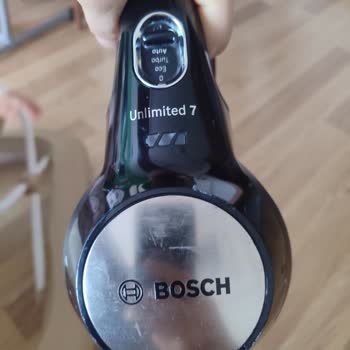 Auto
Eco
Turbo
0
Unlimited 7
BOSCH